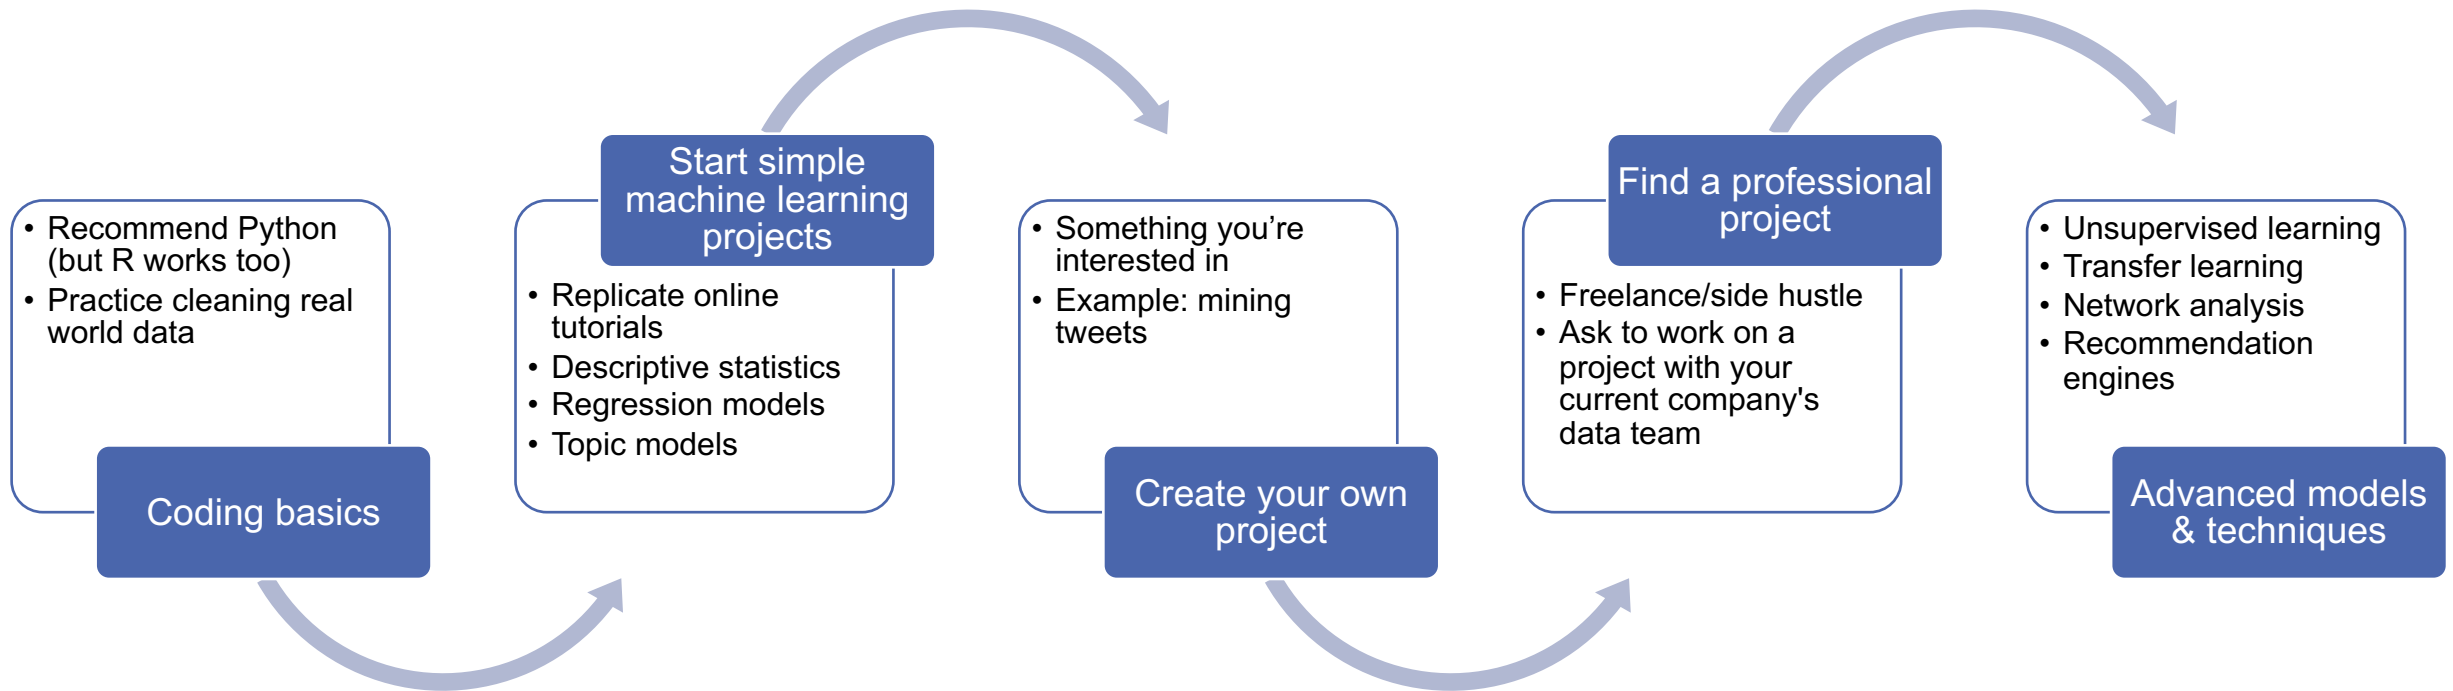 • Recommend Python
(but R works too)
• Practice cleaning real
world data
Coding basics
Start simple
machine learning
projects
• Replicate online
tutorials
• Descriptive statistics
• Regression models
• Topic models
• Something you’re
interested in
• Example: mining
tweets
Create your own
project
Find a professional
project
• Freelance/side hustle
• Ask to work on a
project with your
current company's
data team
• Unsupervised learning
• Transfer learning
• Network analysis
• Recommendation
engines
Advanced models
& techniques